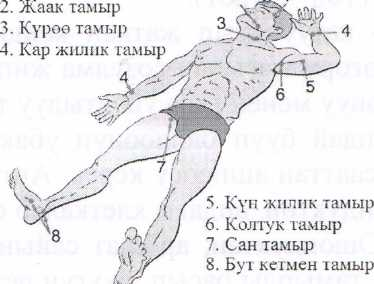 2. Жаак тамыр
3. Күрөө тамыр
4. Кар жилик тамыр
3
4
4
6
5
7
8
5. Күң жилик тамыр
6. Колтук тамыр
7. Сан тамыр
8. Бут кетмен тамыр